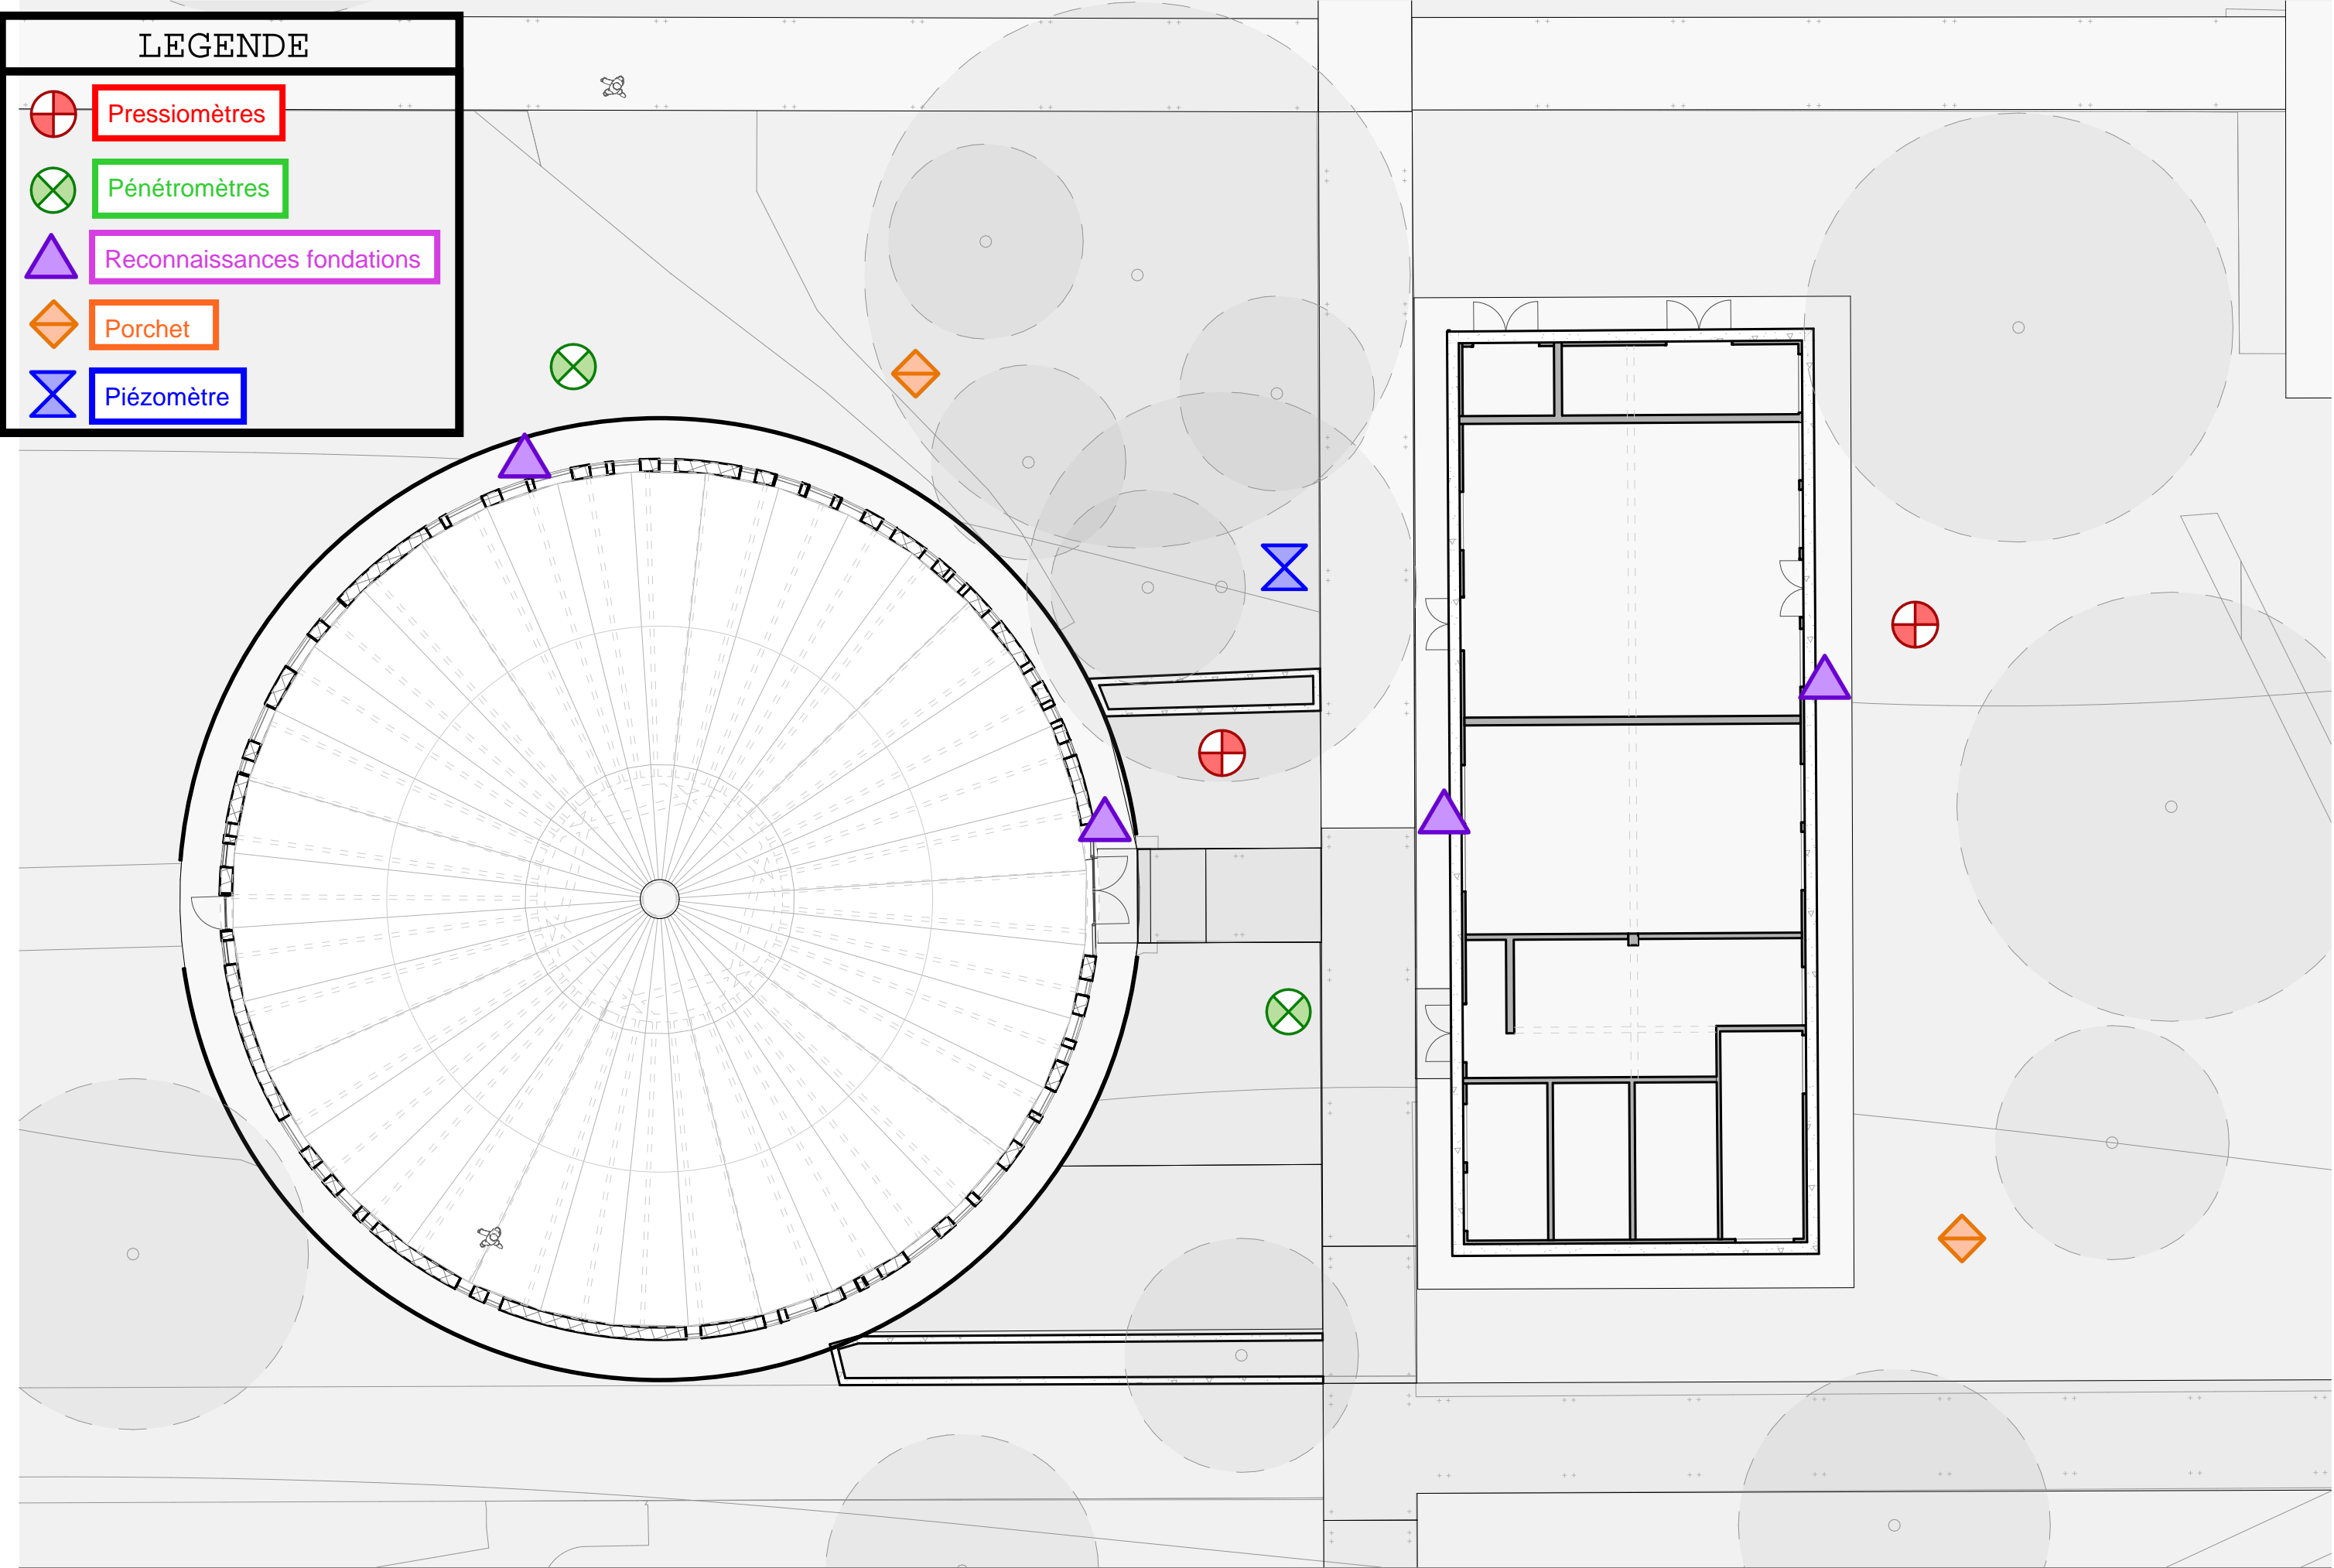 LEGENDE
Pressiomètres
Pénétromètres
Reconnaissances fondations
Porchet
Piézomètre